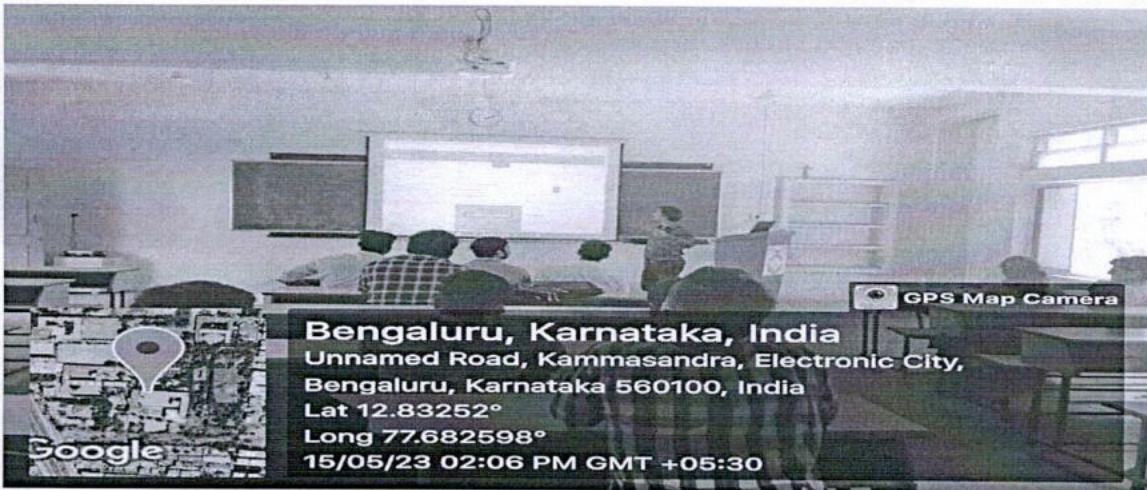 GPS Map Camera
Bengaluru, Karnataka, India
Unnamed Road, Kammasandra, Electronic City,
Bengaluru, Karnataka 560100, India
Lat 12.83252°
Long 77.682598°
15/05/23 02:06 PM GMT +05:30
Google